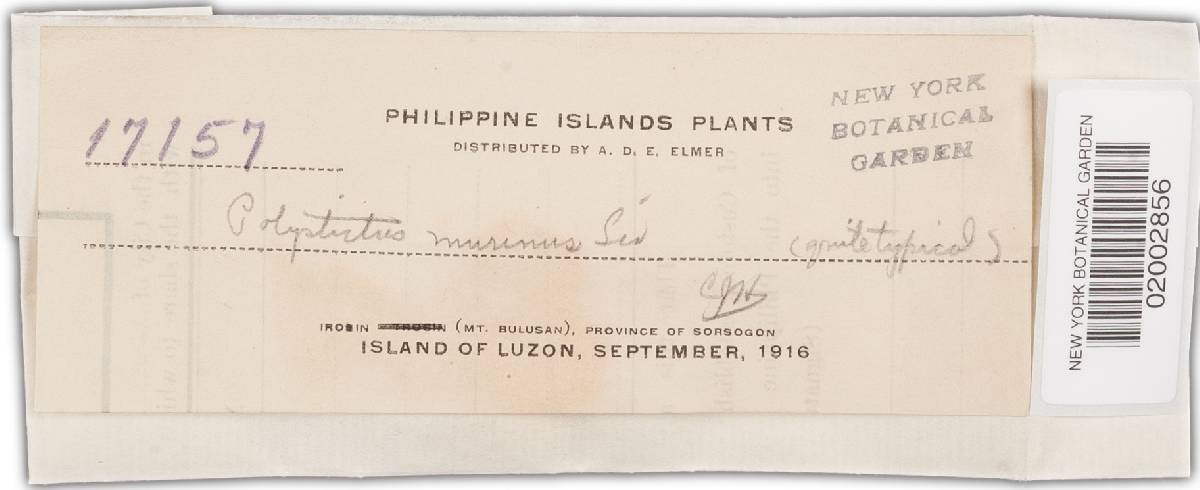 17157
PHILIPPINE ISLANDS PLANTS
DISTRIBUTED BY A. D. E. ELMER
NEW YORK
BOTANICAL
GARDEN
Polystictus murinus Lév (quite typical)
IROSIN (MT. BULUSAN), PROVINCE OF SORSOGON
ISLAND OF LUZON, SEPTEMBER, 1916
NEW YORK BOTANICAL GARDEN
02002856